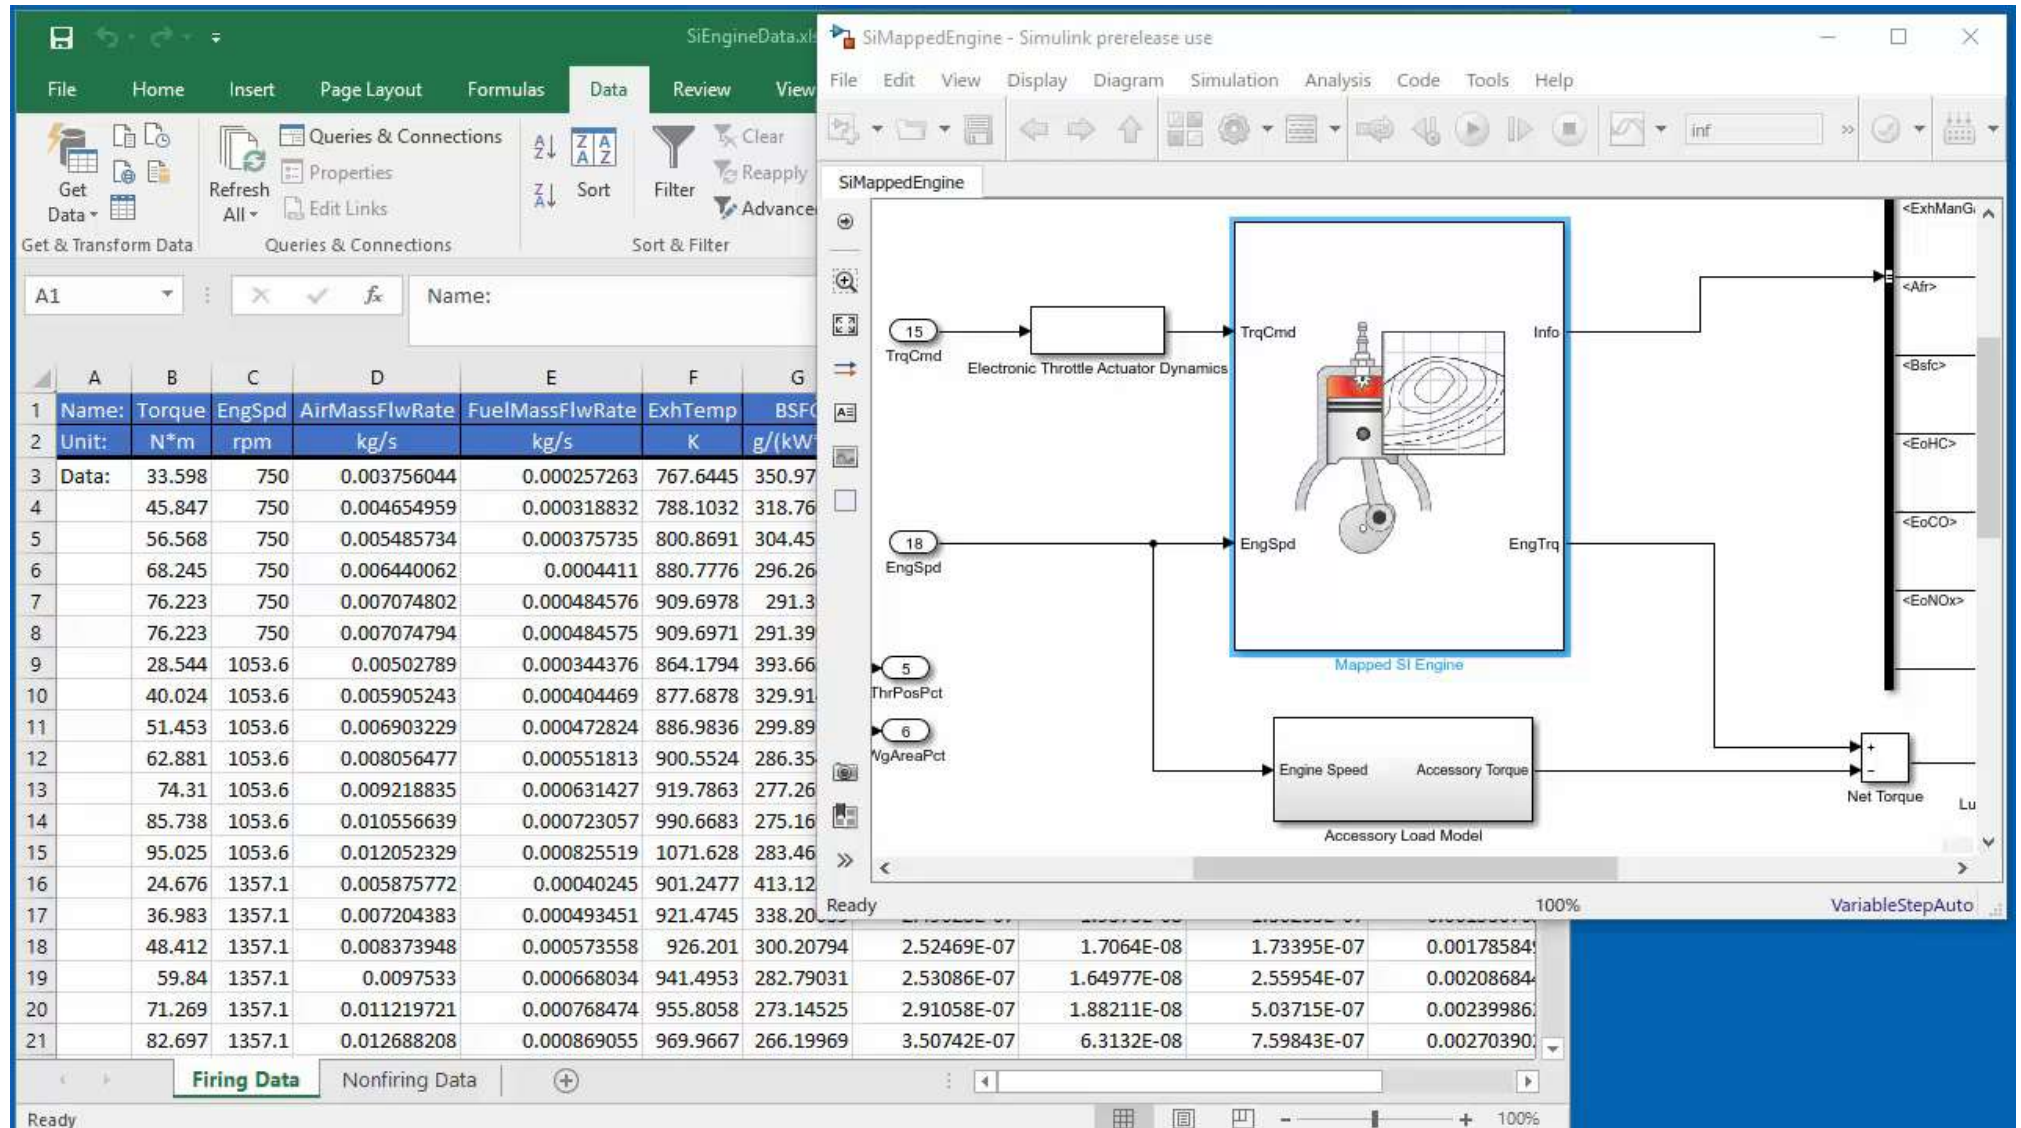 SiEngineData.xls
File Home Insert Page Layout Formulas Data Review View
Get Data
Refresh All
Queries & Connections
Properties
Edit Links
Sort
Filter
Clear
Reapply
Advance
Get & Transform Data Queries & Connections Sort & Filter
A1 fx Name:
A B C D E F G
1 Name: Torque EngSpd AirMassFlwRate FuelMassFlwRate ExhTemp BSFC
2 Unit: N*m rpm kg/s kg/s K g/(kW
3 Data: 33.598 750 0.003756044 0.000257263 767.6445 350.97
4 45.847 750 0.004654959 0.000318832 788.1032 318.76
5 56.568 750 0.005485734 0.000375735 800.8691 304.45
6 68.245 750 0.006440062 0.0004411 880.7776 296.26
7 76.223 750 0.007074802 0.000484576 909.6978 291.3
8 76.223 750 0.007074794 0.000484575 909.6971 291.39
9 28.544 1053.6 0.00502789 0.000344376 864.1794 393.66
10 40.024 1053.6 0.005905243 0.000404469 877.6878 329.91
11 51.453 1053.6 0.006903229 0.000472824 886.9836 299.89
12 62.881 1053.6 0.008056477 0.000551813 900.5524 286.35
13 74.31 1053.6 0.009218835 0.000631427 919.7863 277.26
14 85.738 1053.6 0.010556639 0.000723057 990.6683 275.16
15 95.025 1053.6 0.012052329 0.000825519 1071.628 283.46
16 24.676 1357.1 0.005875772 0.00040245 901.2477 413.12
17 36.983 1357.1 0.007204383 0.000493451 921.4745
18 48.412 1357.1 0.008373948 0.000573558 926.201 300.20794 2.52469E-07 1.7064E-08 1.73395E-07 0.00178584
19 59.84 1357.1 0.0097533 0.000668034 941.4953 282.79031 2.53086E-07 1.64977E-08 2.55954E-07 0.00208684
20 71.269 1357.1 0.011219721 0.000768474 955.8058 273.14525 2.91058E-07 1.88211E-08 5.03715E-07 0.00239986
21 82.697 1357.1 0.012688208 0.000869055 969.9667 266.19969 3.50742E-07 6.3132E-08 7.59843E-07 0.00270390
Firing Data Nonfiring Data
Ready 100%
SiMappedEngine - Simulink prerelease use
File Edit View Display Diagram Simulation Analysis Code Tools Help
inf
SiMappedEngine
<ExhManG
<Afr>
<Bsfc>
<EoHC>
<EoCO>
<EoNOx>
15
TrqCmd
Electronic Throttle Actuator Dynamics
TrqCmd Info
18
EngSpd
EngSpd EngTrq
Mapped SI Engine
5
ThrPosPct
6
WgAreaPct
Engine Speed Accessory Torque
Accessory Load Model
+
−
Net Torque
Lu
Ready 100% VariableStepAuto